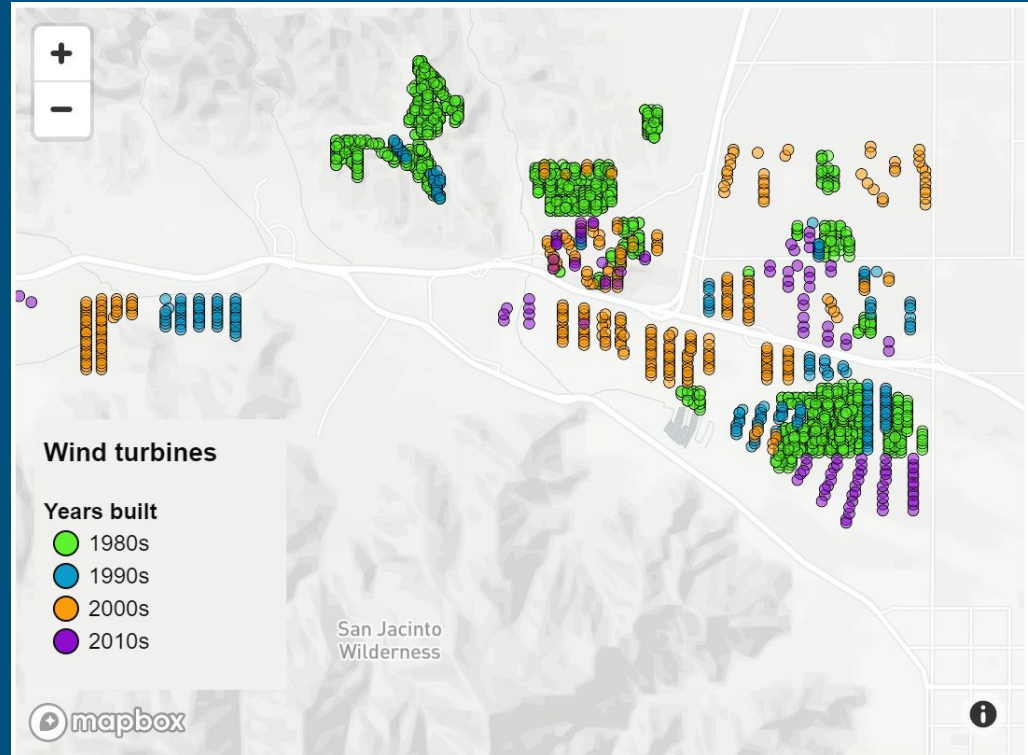 +
−
Wind turbines
Years built
1980s
1990s
2000s
2010s
San Jacinto
Wilderness
mapbox
i